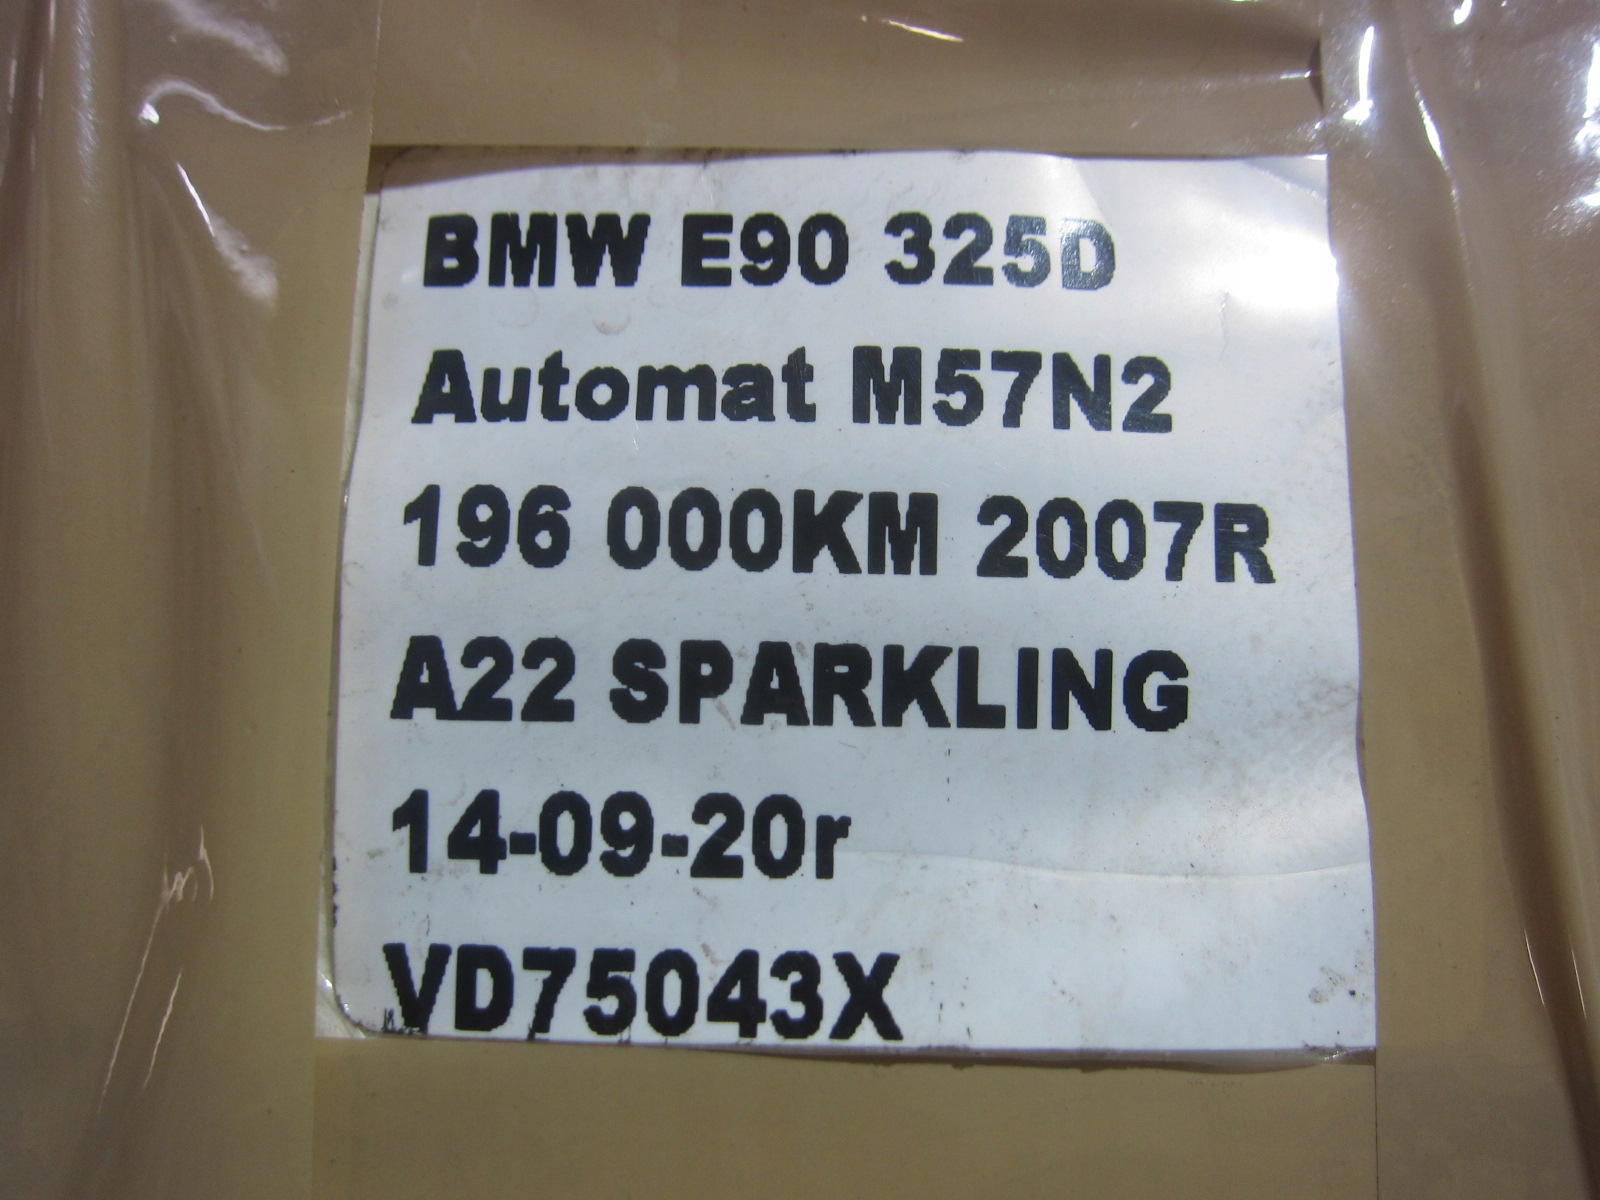 BMW E90 325D
Automat M57N2
196 000KM 2007R
A22 SPARKLING
14-09-20r
VD75043X